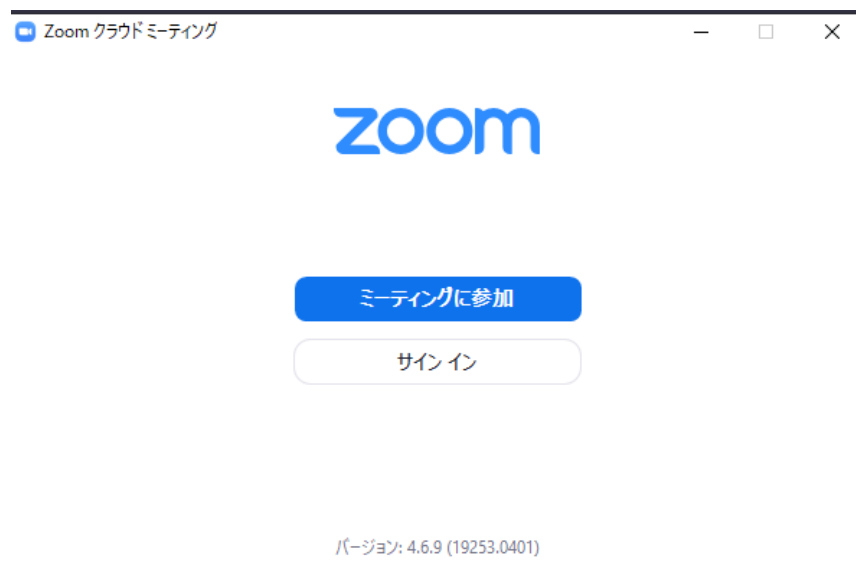 Zoom クラウド ミーティング
zoom
ミーティングに参加
サイン イン
バージョン: 4.6.9 (19253.0401)